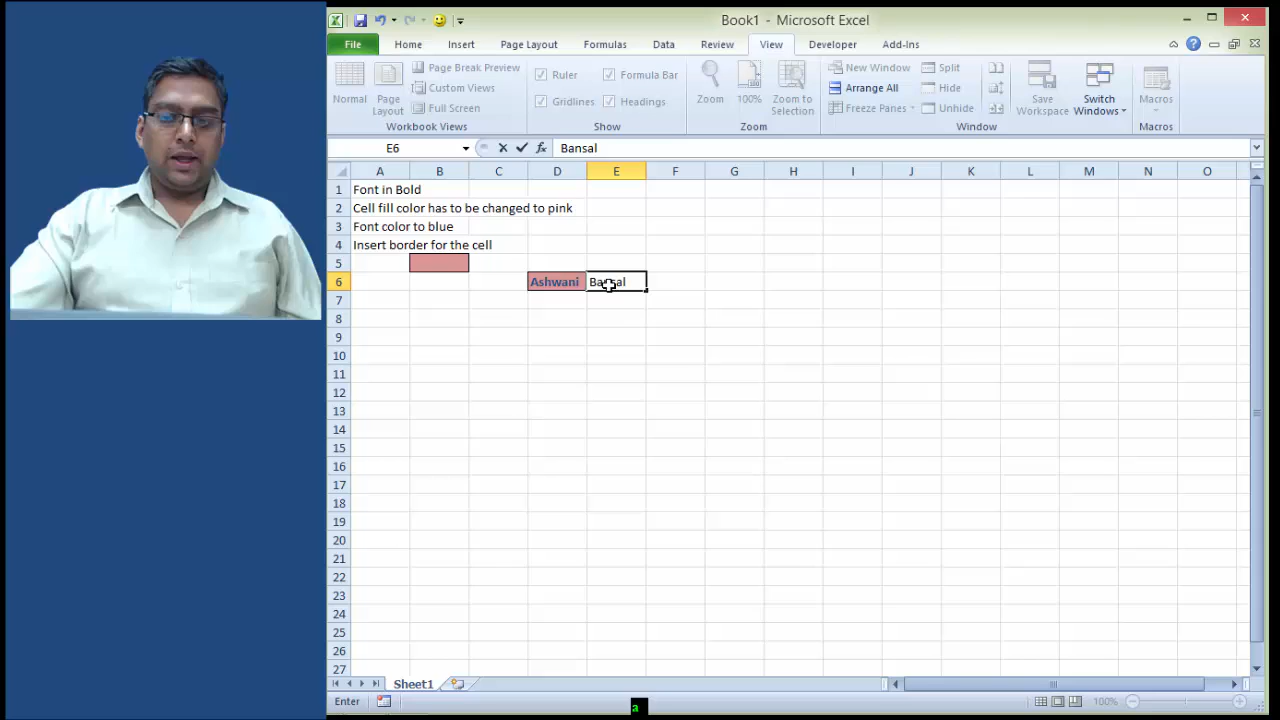 Book1 - Microsoft Excel
File Home Insert Page Layout Formulas Data Review View Developer Add-Ins
Normal
Page Layout
Page Break Preview
Custom Views
Full Screen
Workbook Views
Ruler
Formula Bar
Gridlines
Headings
Show
Zoom
100%
Zoom to Selection
Zoom
New Window
Arrange All
Freeze Panes
Split
Hide
Unhide
Save Workspace
Switch Windows
Window
Macros
Macros
E6 fx Bansal
A B C D E F G H I J K L M N O
1 Font in Bold
2 Cell fill color has to be changed to pink
3 Font color to blue
4 Insert border for the cell
5
6 Ashwani Bansal
7
8
9
10
11
12
13
14
15
16
17
18
19
20
21
22
23
24
25
26
27
Sheet1
Enter 100%
a